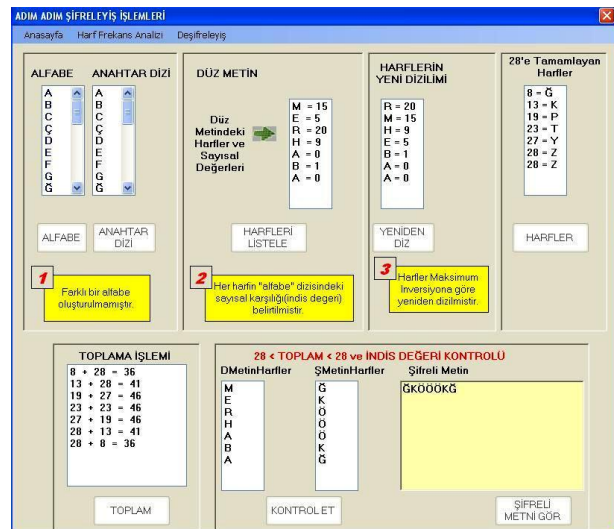 ADIM ADIM ŞİFRELEYİŞ İŞLEMLERİ
Anasayfa Harf Frekans Analizi Deşifreleyiş
ALFABE
A
B
C
Ç
D
E
F
G
Ğ
ALFABE
ANAHTAR DİZİ
A
B
C
Ç
D
E
F
G
Ğ
ANAHTAR
DİZİ
1
Farklı bir alfabe
oluşturulmamıştır.
DÜZ METİN
Düz
Metindeki
Harfler ve
Sayısal
Değerleri
M = 15
E = 5
R = 20
H = 9
A = 0
B = 1
A = 0
HARFLERİ
LİSTELE
2
Her harfin "alfabe" dizisindeki
sayısal karşılığı(indis degeri)
belirtilmistir.
HARFLERİN
YENİ DİZİLİMİ
R = 20
M = 15
H = 9
E = 5
B = 1
A = 0
A = 0
YENİDEN
DİZ
3
Harfler Maksimum
İnversiyona göre
yeniden dizilmistir.
28'e Tamamlayan
Harfler
8 = Ğ
13 = K
19 = P
23 = T
27 = Y
28 = Z
28 = Z
HARFLER
TOPLAMA İŞLEMİ
8 + 28 = 36
13 + 28 = 41
19 + 27 = 46
23 + 23 = 46
27 + 19 = 46
28 + 13 = 41
28 + 8 = 36
TOPLAM
28 < TOPLAM < 28 ve İNDİS DEĞERİ KONTROLÜ
DMetinHarfler
M
E
R
H
A
B
A
ŞMetinHarfler
Ğ
K
Ö
Ö
Ö
K
Ğ
KONTROL ET
Şifreli Metin
ĞKÖÖÖKĞ
ŞİFRELİ
METNİ GÖR